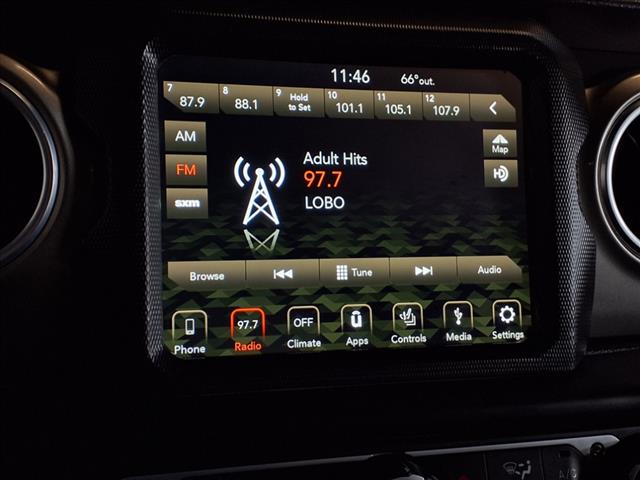 11:46 66° out.
7 87.9 8 88.1 9 Hold to Set 10 101.1 11 105.1 12 107.9
AM
FM
sxm
Adult Hits
97.7
LOBO
Map
HD
Browse Tune Audio
97.7 OFF
Phone Radio Climate Apps Controls Media Settings